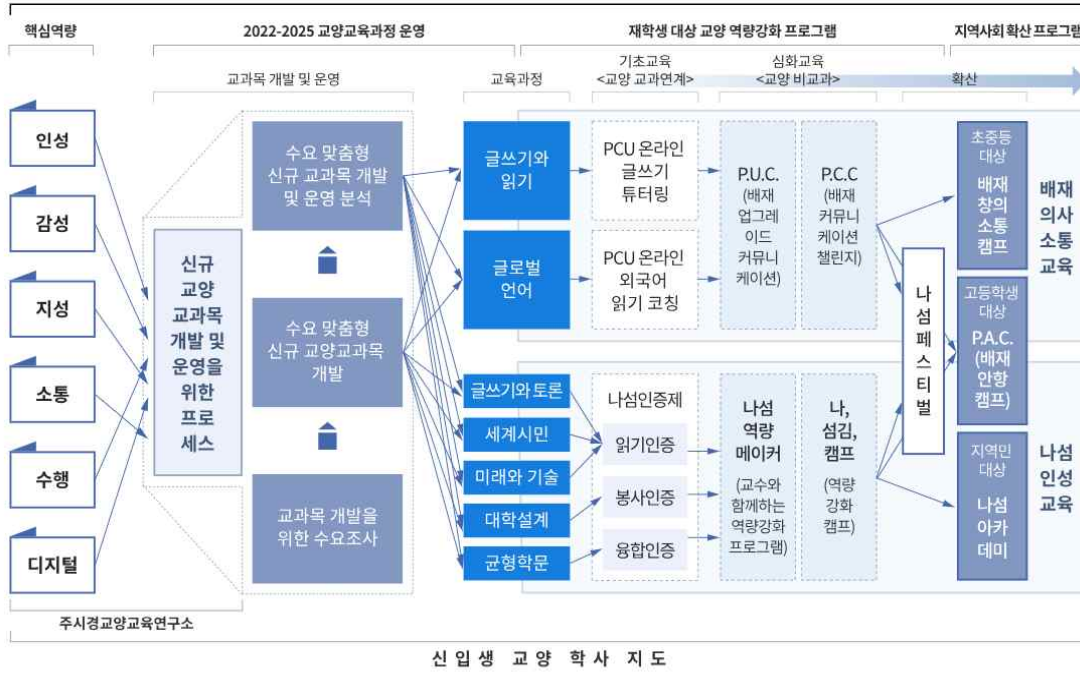 핵심역량
2022-2025 교양교육과정 운영
재학생 대상 교양 역량강화 프로그램
지역사회 확산 프로그램
교과목 개발 및 운영
교육과정
기초교육
<교양 교과연계>
심화교육
<교양 비교과>
확산
인성
감성
지성
소통
수행
디지털
신규
교양
교과목
개발 및
운영을
위한
프로
세스
수요 맞춤형
신규 교과목 개발
및 운영 분석
수요 맞춤형
신규 교양교과목
개발
교과목 개발을
위한 수요조사
글쓰기와
읽기
글로벌
언어
글쓰기와 토론
세계시민
미래와 기술
대학설계
균형학문
PCU 온라인
글쓰기
튜터링
PCU 온라인
외국어
읽기 코칭
나섬인증제
읽기인증
봉사인증
융합인증
P.U.C.
(배재
업그레
이드
커뮤니
케이션)
P.C.C
(배재
커뮤니
케이션
챌린지)
나섬
역량
메이커
(교수와
함께하는
역량강화
프로그램)
나,
섬김,
캠프
(역량
강화
캠프)
나
섬
페
스
티
벌
초중등
대상
배재
창의
소통
캠프
고등학생
대상
P.A.C.
(배재
안항
캠프)
지역민
대상
나섬
아카
데미
배재
의사
소통
교육
나섬
인성
교육
주시경교양교육연구소
신입생 교양 학사 지도